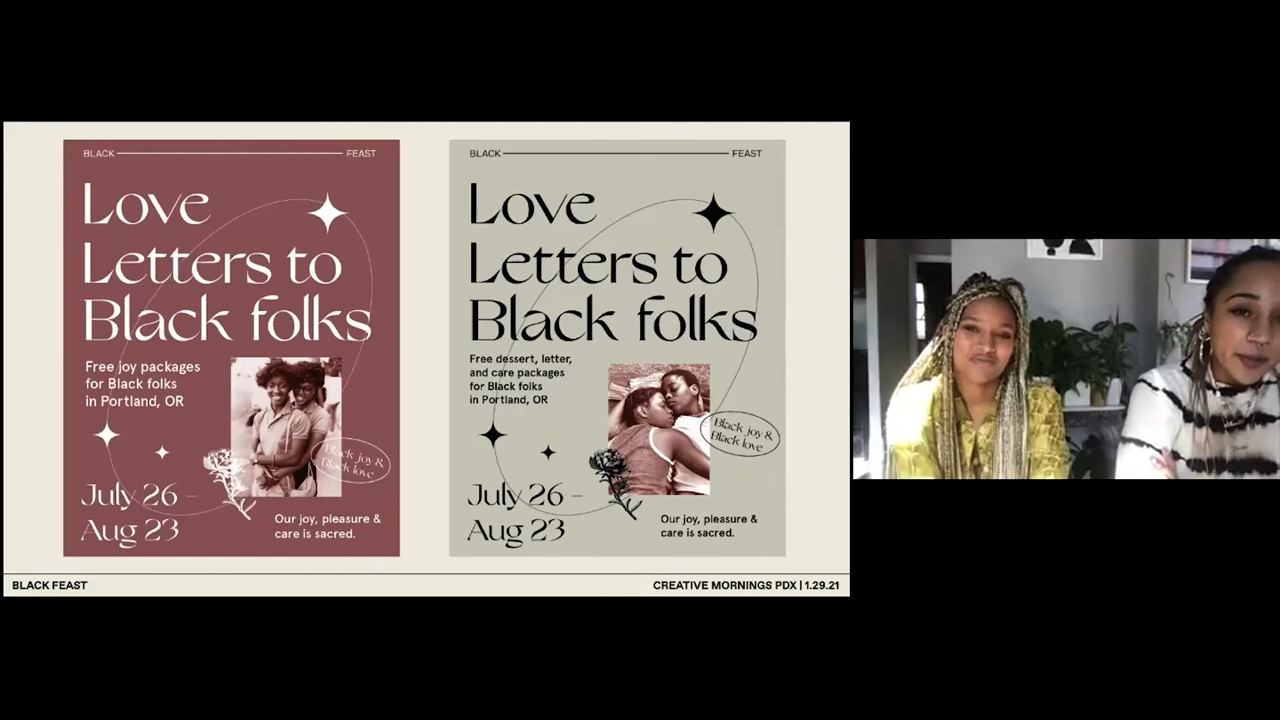 BLACK FEAST
Love
Letters to
Black folks
Free joy packages
for Black folks
in Portland, OR
Black joy &
Black love
July 26 –
Aug 23
Our joy, pleasure &
care is sacred.
BLACK FEAST
Love
Letters to
Black folks
Free dessert, letter,
and care packages
for Black folks
in Portland, OR
Black joy &
Black love
July 26 –
Aug 23
Our joy, pleasure &
care is sacred.
BLACK FEAST
CREATIVE MORNINGS PDX | 1.29.21